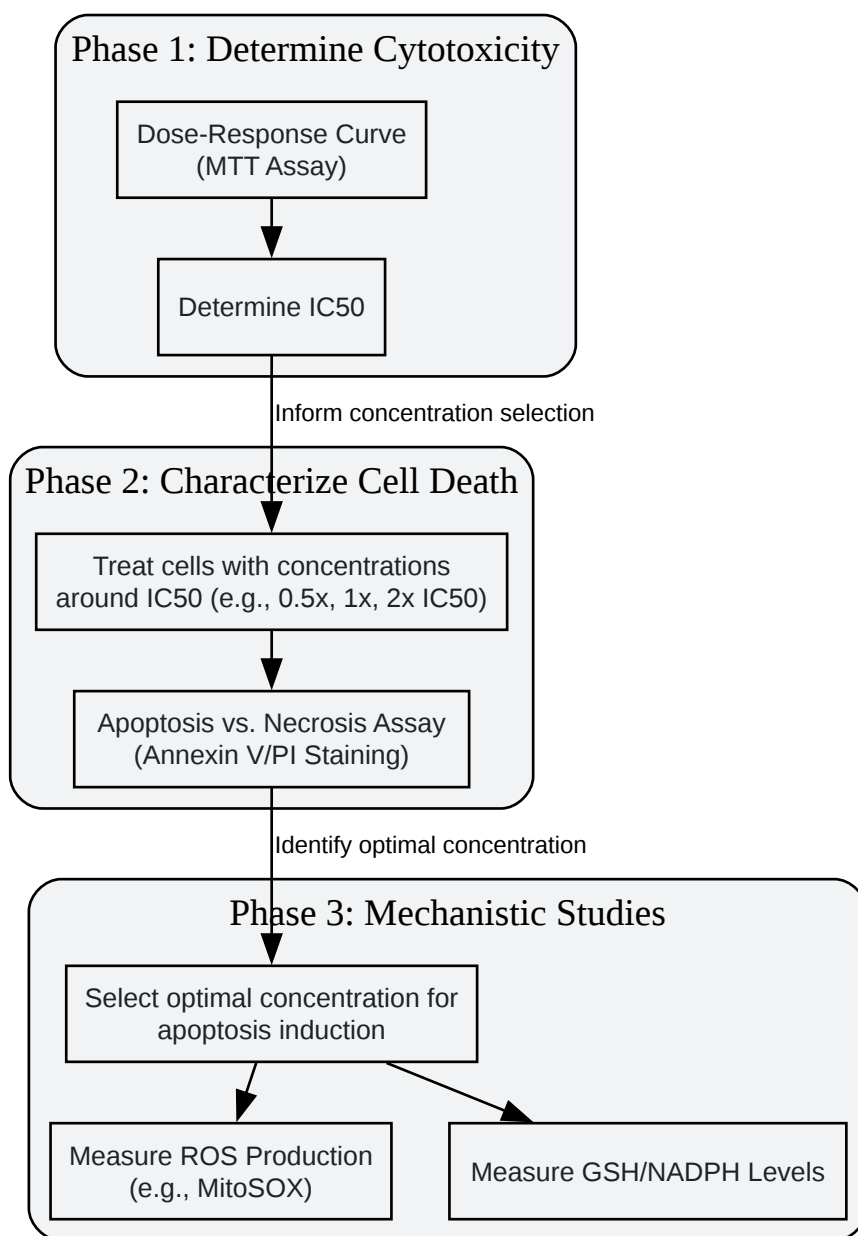 Phase 1: Determine Cytotoxicity
Dose-Response Curve
(MTT Assay)
Determine IC50
Inform concentration selection
Phase 2: Characterize Cell Death
Treat cells with concentrations
around IC50 (e.g., 0.5x, 1x, 2x IC50)
Apoptosis vs. Necrosis Assay
(Annexin V/PI Staining)
Identify optimal concentration
Phase 3: Mechanistic Studies
Select optimal concentration for
apoptosis induction
Measure ROS Production
(e.g., MitoSOX)
Measure GSH/NADPH Levels